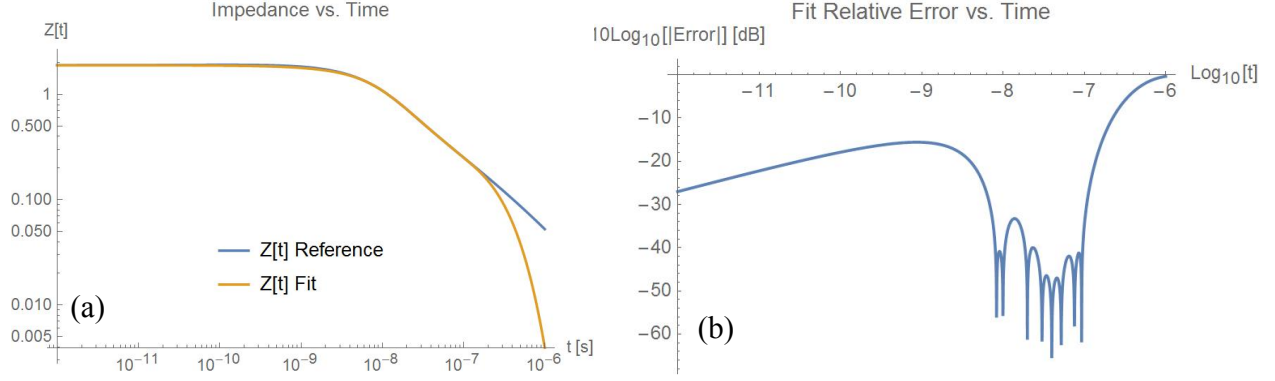 Impedance vs. Time
Z[t]
1
0.500
0.100
0.050
0.010
0.005
Z[t] Reference
Z[t] Fit
(a)
10⁻¹¹ 10⁻¹⁰ 10⁻⁹ 10⁻⁸ 10⁻⁷ 10⁻⁶
t [s]
Fit Relative Error vs. Time
10Log₁₀[|Error|] [dB]
Log₁₀[t]
−11 −10 −9 −8 −7 −6
−10
−20
−30
−40
−50
−60
(b)